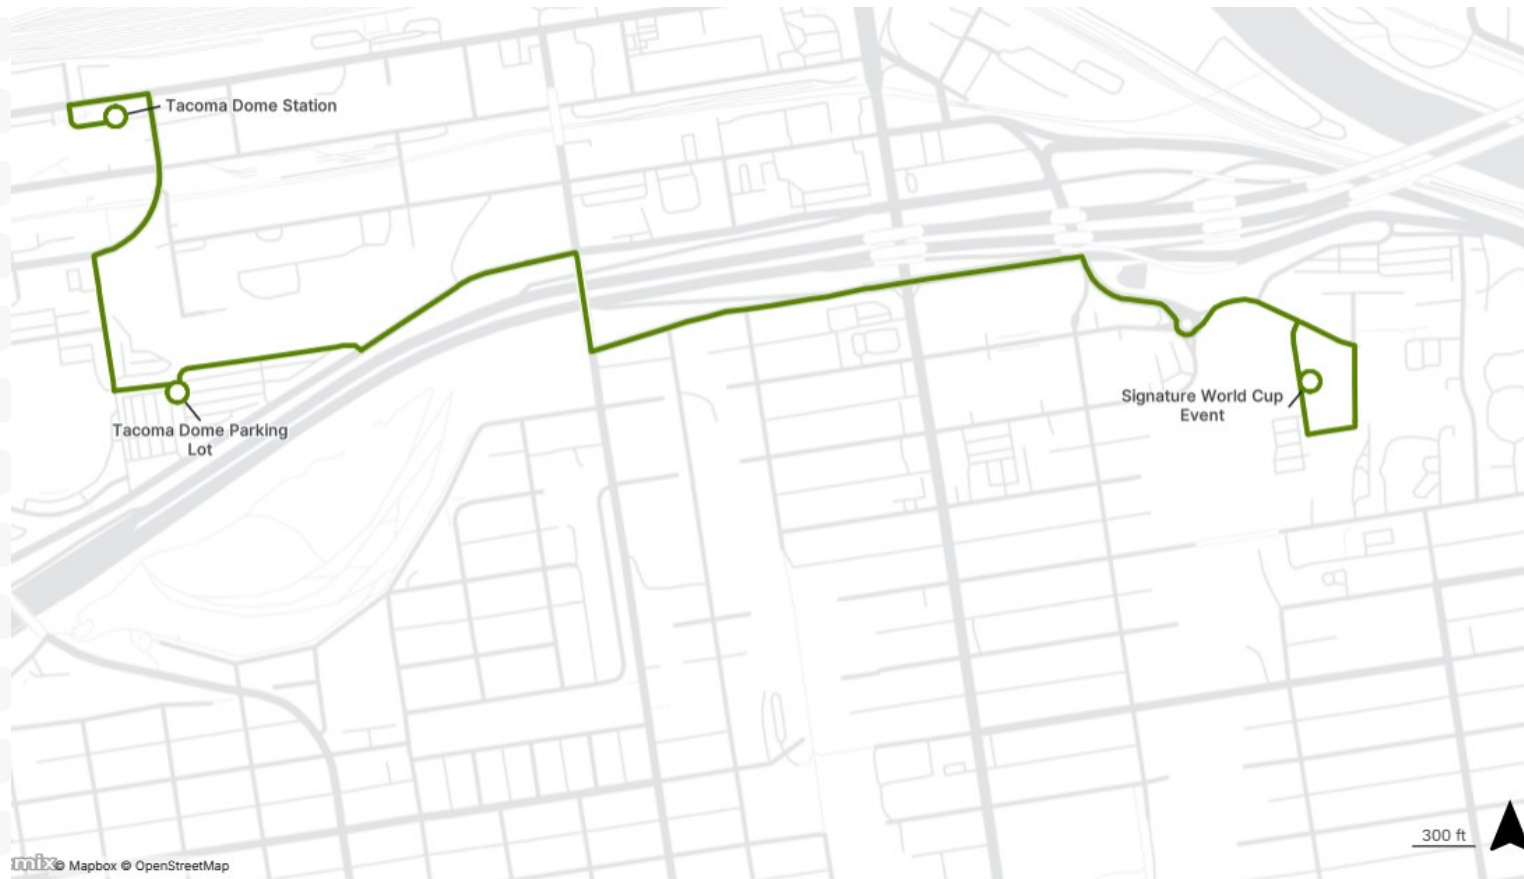 Tacoma Dome Station
Tacoma Dome Parking
Lot
Signature World Cup
Event
300 ft
mix© Mapbox © OpenStreetMap